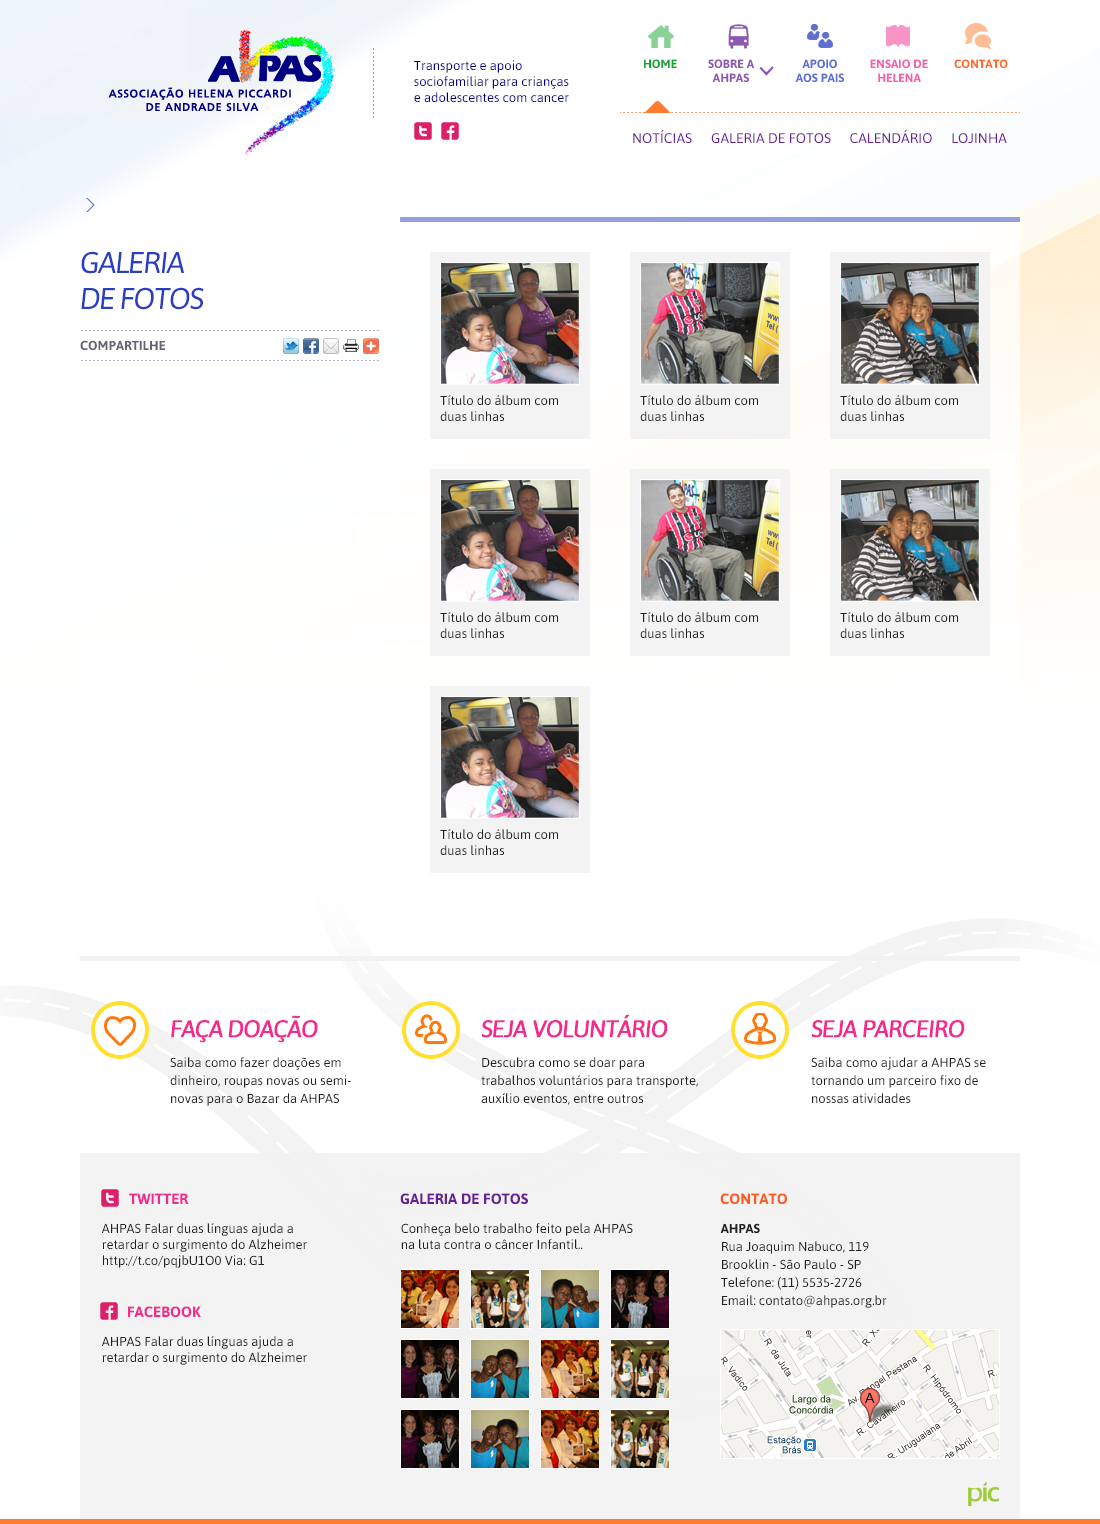 AHPAS
ASSOCIAÇÃO HELENA PICCARDI
DE ANDRADE SILVA
Transporte e apoio
sociofamiliar para crianças
e adolescentes com cancer
HOME
SOBRE A
AHPAS
APOIO
AOS PAIS
ENSAIO DE
HELENA
CONTATO
NOTÍCIAS GALERIA DE FOTOS CALENDÁRIO LOJINHA
GALERIA
DE FOTOS
COMPARTILHE
Título do álbum com
duas linhas
Título do álbum com
duas linhas
Título do álbum com
duas linhas
Título do álbum com
duas linhas
Título do álbum com
duas linhas
Título do álbum com
duas linhas
Título do álbum com
duas linhas
FAÇA DOAÇÃO
Saiba como fazer doações em
dinheiro, roupas novas ou semi-
novas para o Bazar da AHPAS
SEJA VOLUNTÁRIO
Descubra como se doar para
trabalhos voluntários para transporte,
auxílio eventos, entre outros
SEJA PARCEIRO
Saiba como ajudar a AHPAS se
tornando um parceiro fixo de
nossas atividades
TWITTER
AHPAS Falar duas línguas ajuda a
retardar o surgimento do Alzheimer
http://t.co/pqjbU1O0 Via: G1
FACEBOOK
AHPAS Falar duas línguas ajuda a
retardar o surgimento do Alzheimer
GALERIA DE FOTOS
Conheça belo trabalho feito pela AHPAS
na luta contra o câncer Infantil..
CONTATO
AHPAS
Rua Joaquim Nabuco, 119
Brooklin - São Paulo - SP
Telefone: (11) 5535-2726
Email: contato@ahpas.org.br
R. da Juta
R. Vadico
Av. Rangel Pestana
R. Hipódromo
Largo da
Concórdia
A
R. Cavalheiro
R. Uruguaiana
Estação
Brás
de Abril
pic